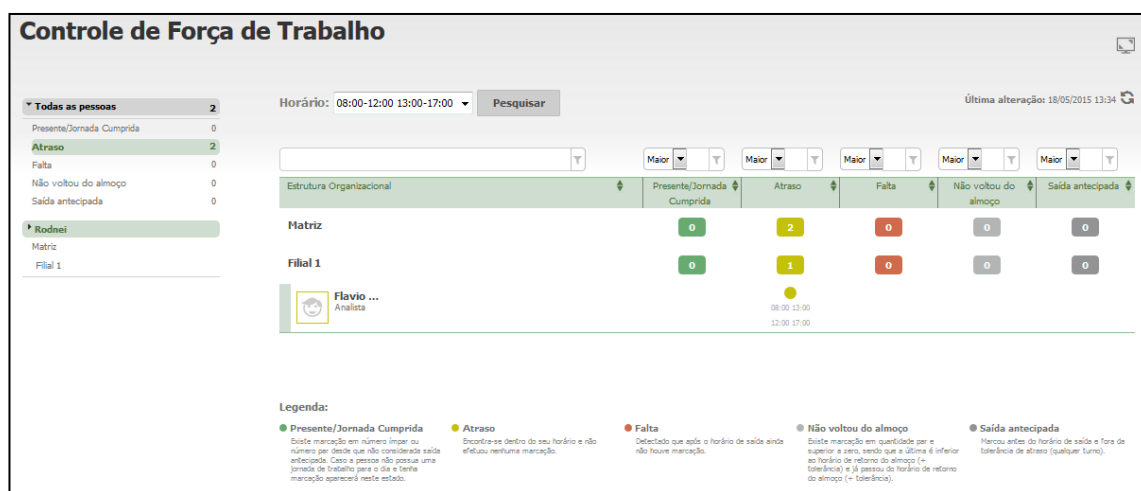 Controle de Força de Trabalho
Todas as pessoas 2
Presente/Jornada Cumprida 0
Atraso 2
Falta 0
Não voltou do almoço 0
Saída antecipada 0
Rodnei
Matriz
Filial 1
Horário: 08:00-12:00 13:00-17:00 Pesquisar
Última alteração: 18/05/2015 13:34
Maior Maior Maior Maior Maior
Estrutura Organizacional Presente/Jornada Cumprida Atraso Falta Não voltou do almoço Saída antecipada
Matriz 0 2 0 0 0
Filial 1 0 1 0 0 0
Flavio ...
Analista
08:00 13:00
12:00 17:00
Legenda:
Presente/Jornada Cumprida
Existe marcação em número ímpar ou
número par desde que não considerada saída
antecipada. Caso a pessoa não possua uma
jornada de trabalho para o dia e tenha
marcação aparecerá neste estado.
Atraso
Encontra-se dentro do seu horário e não
efetuou nenhuma marcação.
Falta
Detectado que após o horário de saída ainda
não houve marcação.
Não voltou do almoço
Existe marcação em quantidade par e
superior a zero, sendo que a última é inferior
ao horário de retorno do almoço (+
tolerância) e já passou do horário de retorno
do almoço (+ tolerância).
Saída antecipada
Marcou antes do horário de saída e fora da
tolerância de atraso (qualquer turno).